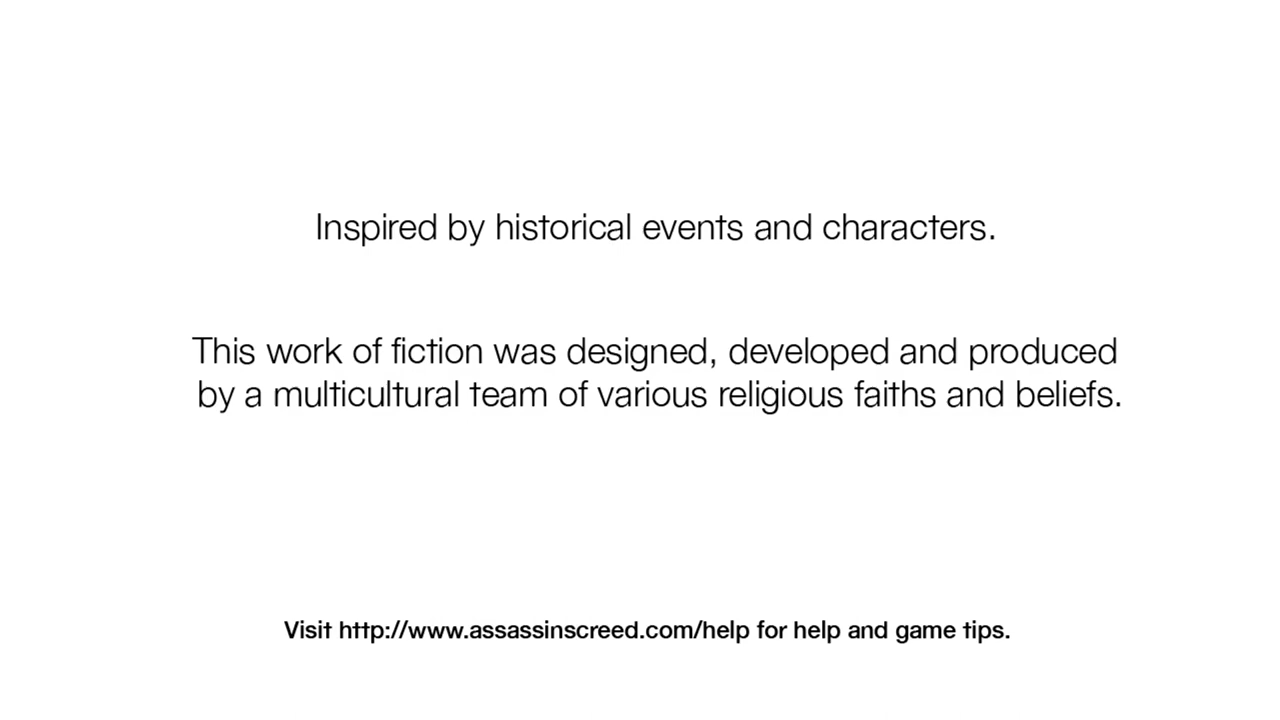 Inspired by historical events and characters.
This work of fiction was designed, developed and produced
by a multicultural team of various religious faiths and beliefs.
Visit http://www.assassinscreed.com/help for help and game tips.